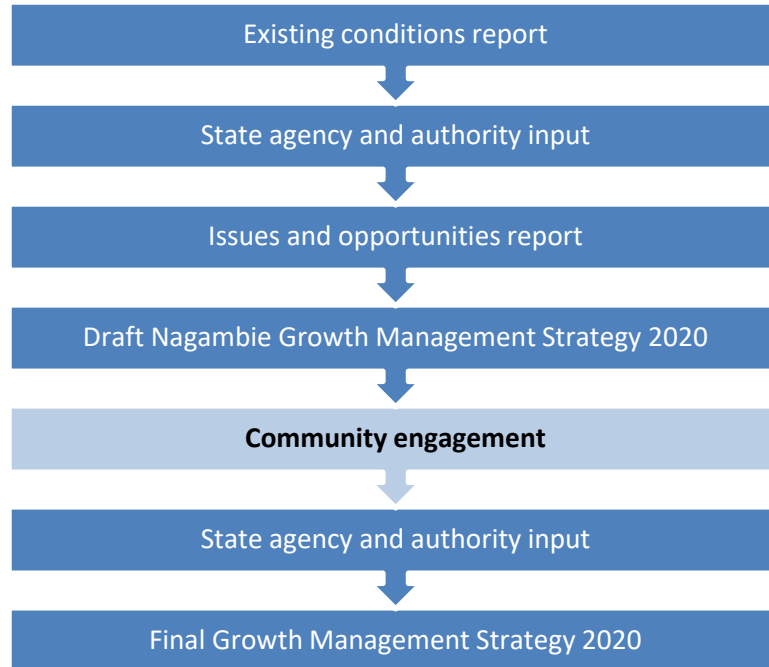 Existing conditions report
State agency and authority input
Issues and opportunities report
Draft Nagambie Growth Management Strategy 2020
Community engagement
State agency and authority input
Final Growth Management Strategy 2020